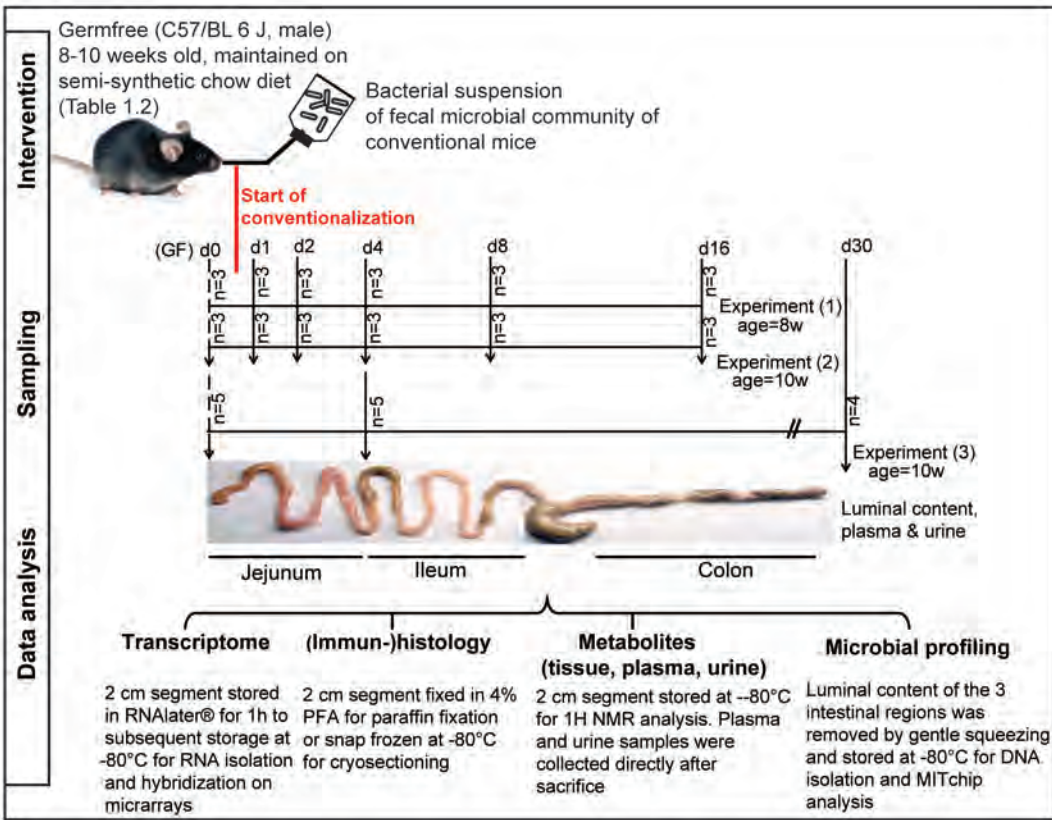 Intervention
Germfree (C57/BL 6 J, male)
8-10 weeks old, maintained on
semi-synthetic chow diet
(Table 1.2)
Bacterial suspension
of fecal microbial community of
conventional mice
Start of
conventionalization
Sampling
(GF) d0
d1
d2
d4
d8
d16
d30
n=3
n=3
n=3
n=3
n=3
n=3
Experiment (1)
age=8w
n=3
n=3
n=3
n=3
n=3
n=3
Experiment (2)
age=10w
n=5
n=5
n=4
Experiment (3)
age=10w
Luminal content,
plasma & urine
Jejunum
Ileum
Colon
Data analysis
Transcriptome
2 cm segment stored
in RNAlater® for 1h to
subsequent storage at
-80°C for RNA isolation
and hybridization on
micrarrays
(Immun-)histology
2 cm segment fixed in 4%
PFA for paraffin fixation
or snap frozen at -80°C
for cryosectioning
Metabolites
(tissue, plasma, urine)
2 cm segment stored at --80°C
for 1H NMR analysis. Plasma
and urine samples were
collected directly after
sacrifice
Microbial profiling
Luminal content of the 3
intestinal regions was
removed by gentle squeezing
and stored at -80°C for DNA
isolation and MITchip
analysis